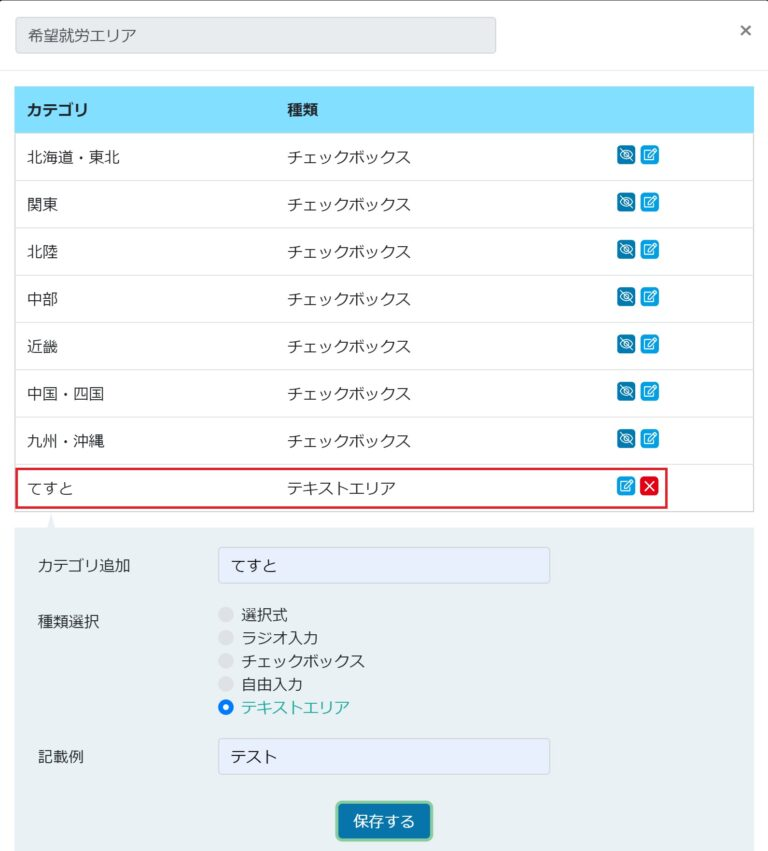 希望就労エリア
×
カテゴリ 種類
北海道・東北 チェックボックス
関東 チェックボックス
北陸 チェックボックス
中部 チェックボックス
近畿 チェックボックス
中国・四国 チェックボックス
九州・沖縄 チェックボックス
てすと テキストエリア
カテゴリ追加 てすと
種類選択 選択式
ラジオ入力
チェックボックス
自由入力
テキストエリア
記載例 テスト
保存する